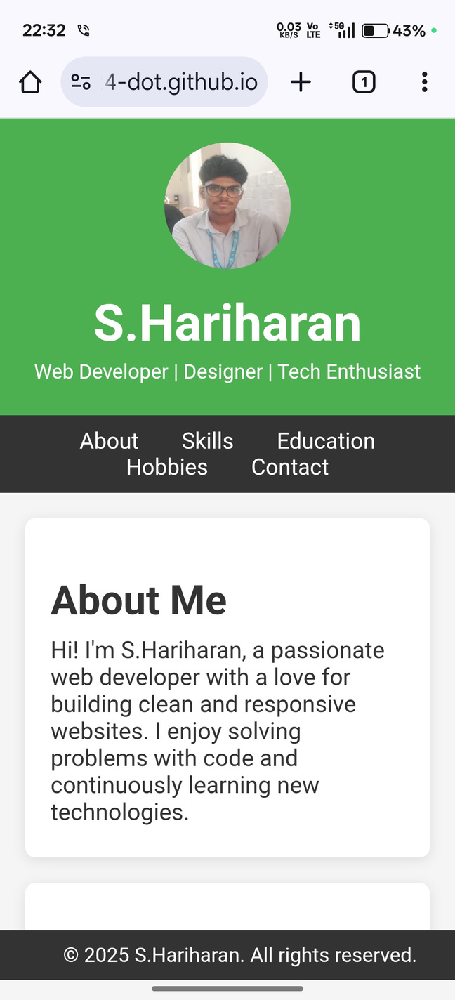 22:32 0.03 KB/S Vo LTE 5G 43%
4-dot.github.io 1
S.Hariharan
Web Developer | Designer | Tech Enthusiast
About Skills Education
Hobbies Contact
About Me
Hi! I'm S.Hariharan, a passionate
web developer with a love for
building clean and responsive
websites. I enjoy solving
problems with code and
continuously learning new
technologies.
© 2025 S.Hariharan. All rights reserved.